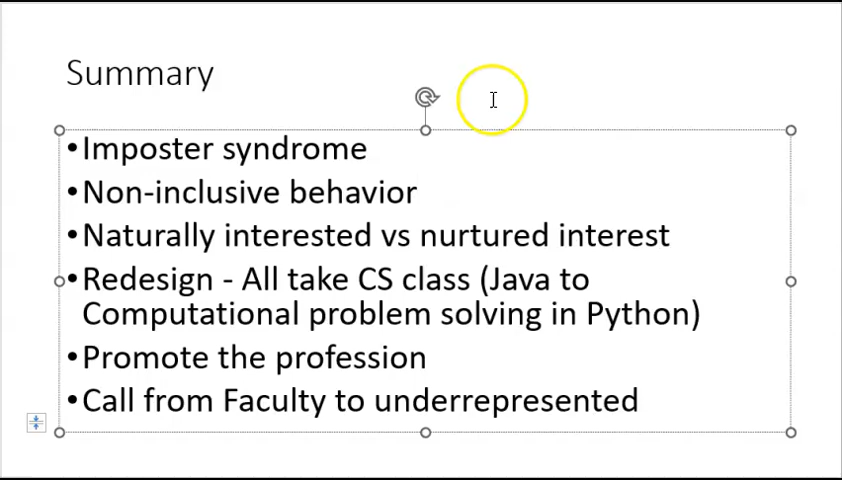 Summary
•Imposter syndrome
•Non-inclusive behavior
•Naturally interested vs nurtured interest
•Redesign - All take CS class (Java to
Computational problem solving in Python)
•Promote the profession
•Call from Faculty to underrepresented